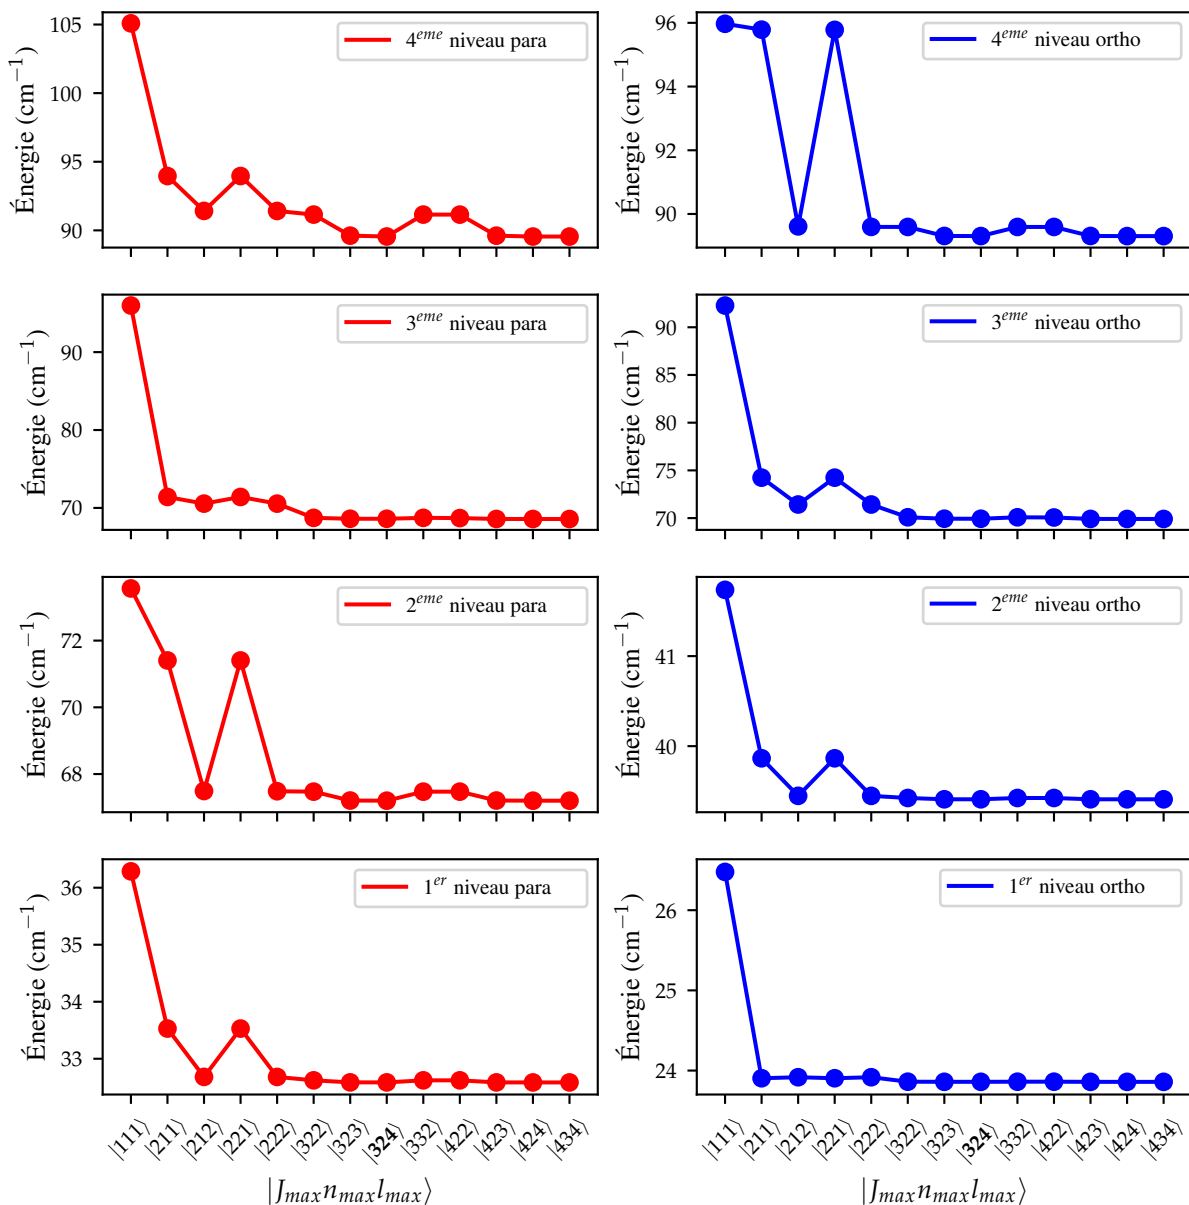 4eme niveau para
Énergie (cm−1)
105
100
95
90
4eme niveau ortho
Énergie (cm−1)
96
94
92
90
3eme niveau para
Énergie (cm−1)
90
80
70
3eme niveau ortho
Énergie (cm−1)
90
85
80
75
70
2eme niveau para
Énergie (cm−1)
72
70
68
2eme niveau ortho
Énergie (cm−1)
41
40
1er niveau para
Énergie (cm−1)
36
35
34
33
|111⟩ |211⟩ |212⟩ |221⟩ |222⟩ |322⟩ |323⟩ |324⟩ |332⟩ |422⟩ |423⟩ |424⟩ |434⟩
|Jmaxnmaxlmax⟩
1er niveau ortho
Énergie (cm−1)
26
25
24
|111⟩ |211⟩ |212⟩ |221⟩ |222⟩ |322⟩ |323⟩ |324⟩ |332⟩ |422⟩ |423⟩ |424⟩ |434⟩
|Jmaxnmaxlmax⟩